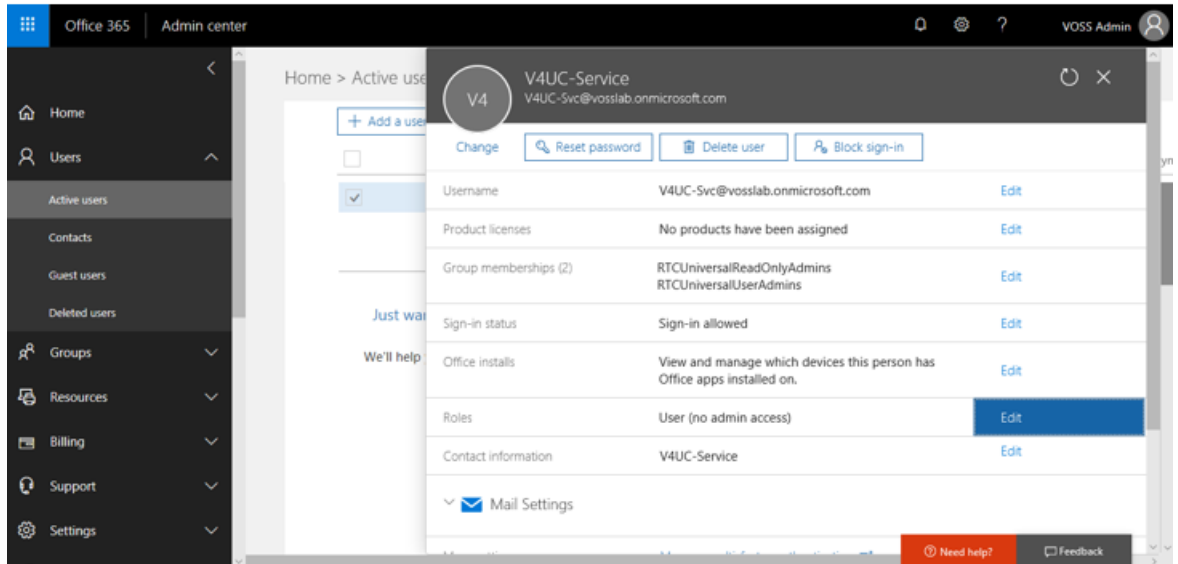 Office 365
Admin center
VOSS Admin
Home
Users
Active users
Contacts
Guest users
Deleted users
Groups
Resources
Billing
Support
Settings
Home > Active use
+ Add a user
Just wa
We'll help
V4
V4UC-Service
V4UC-Svc@vosslab.onmicrosoft.com
Change
Reset password
Delete user
Block sign-in
Username V4UC-Svc@vosslab.onmicrosoft.com Edit
Product licenses No products have been assigned Edit
Group memberships (2) RTCUniversalReadOnlyAdmins
RTCUniversalUserAdmins Edit
Sign-in status Sign-in allowed Edit
Office installs View and manage which devices this person has
Office apps installed on. Edit
Roles User (no admin access) Edit
Contact information V4UC-Service Edit
Mail Settings
Need help?
Feedback